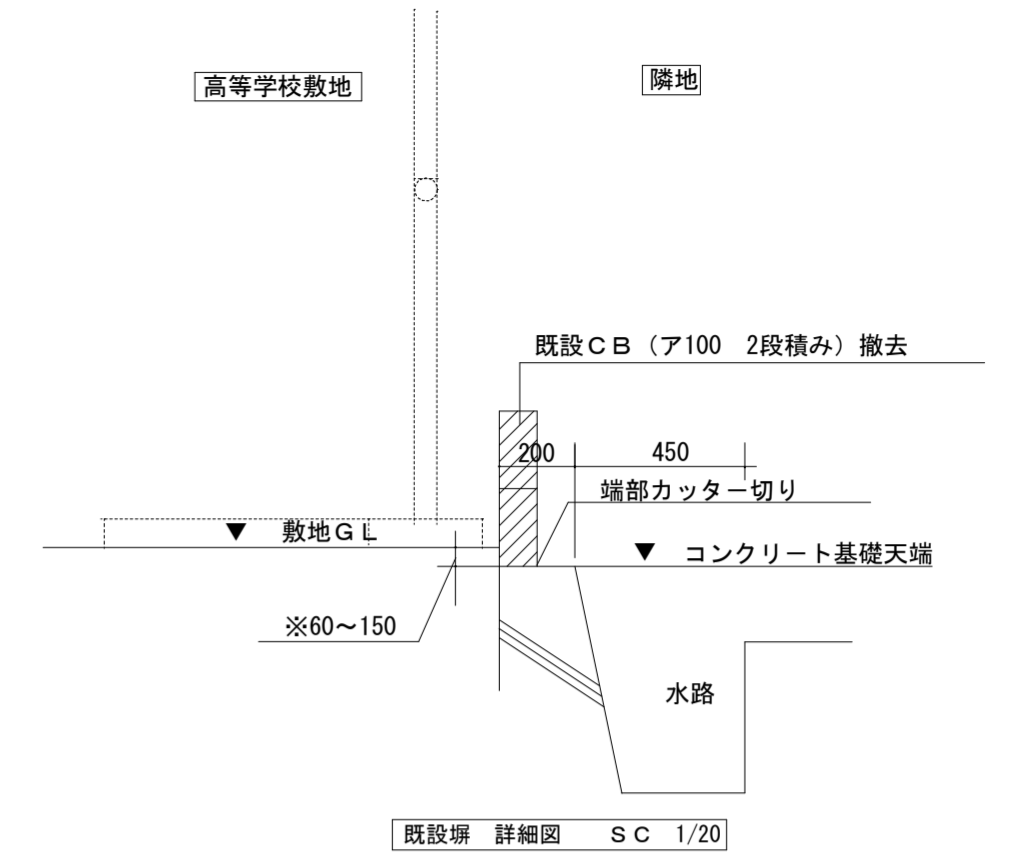 高等学校敷地
隣地
既設ＣＢ（ア100　2段積み）撤去
200
450
端部カッター切り
▼　敷地ＧＬ
▼　コンクリート基礎天端
※60～150
水路
既設塀　詳細図　　ＳＣ　1/20